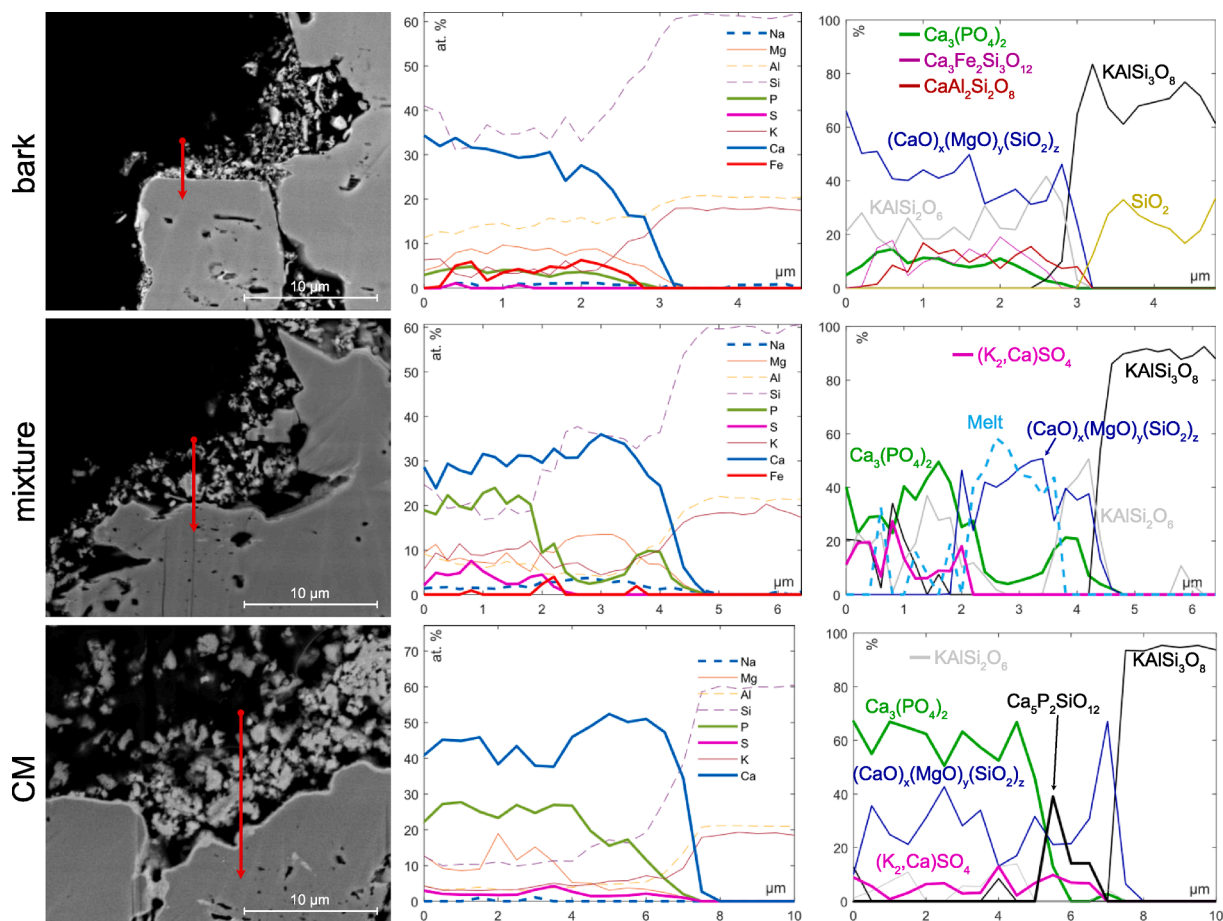 bark
10 μm
at. %
60
50
40
30
20
10
0
Na
Mg
Al
Si
P
S
K
Ca
Fe
μm
0 1 2 3 4
%
100
80
60
40
20
0
Ca3(PO4)2
Ca3Fe2Si3O12
CaAl2Si2O8
KAlSi3O8
(CaO)x(MgO)y(SiO2)z
KAlSi2O6
SiO2
μm
0 1 2 3 4
mixture
10 μm
at. %
60
50
40
30
20
10
0
Na
Mg
Al
Si
P
S
K
Ca
Fe
μm
0 1 2 3 4 5 6
%
100
80
60
40
20
0
(K2,Ca)SO4
KAlSi3O8
Melt
(CaO)x(MgO)y(SiO2)z
Ca3(PO4)2
KAlSi2O6
μm
0 1 2 3 4 5 6
CM
10 μm
at. %
70
60
50
40
30
20
10
0
Na
Mg
Al
Si
P
S
K
Ca
μm
0 2 4 6 8 10
%
100
80
60
40
20
0
KAlSi2O6
KAlSi3O8
Ca3(PO4)2
Ca5P2SiO12
(CaO)x(MgO)y(SiO2)z
(K2,Ca)SO4
μm
0 2 4 6 8 10